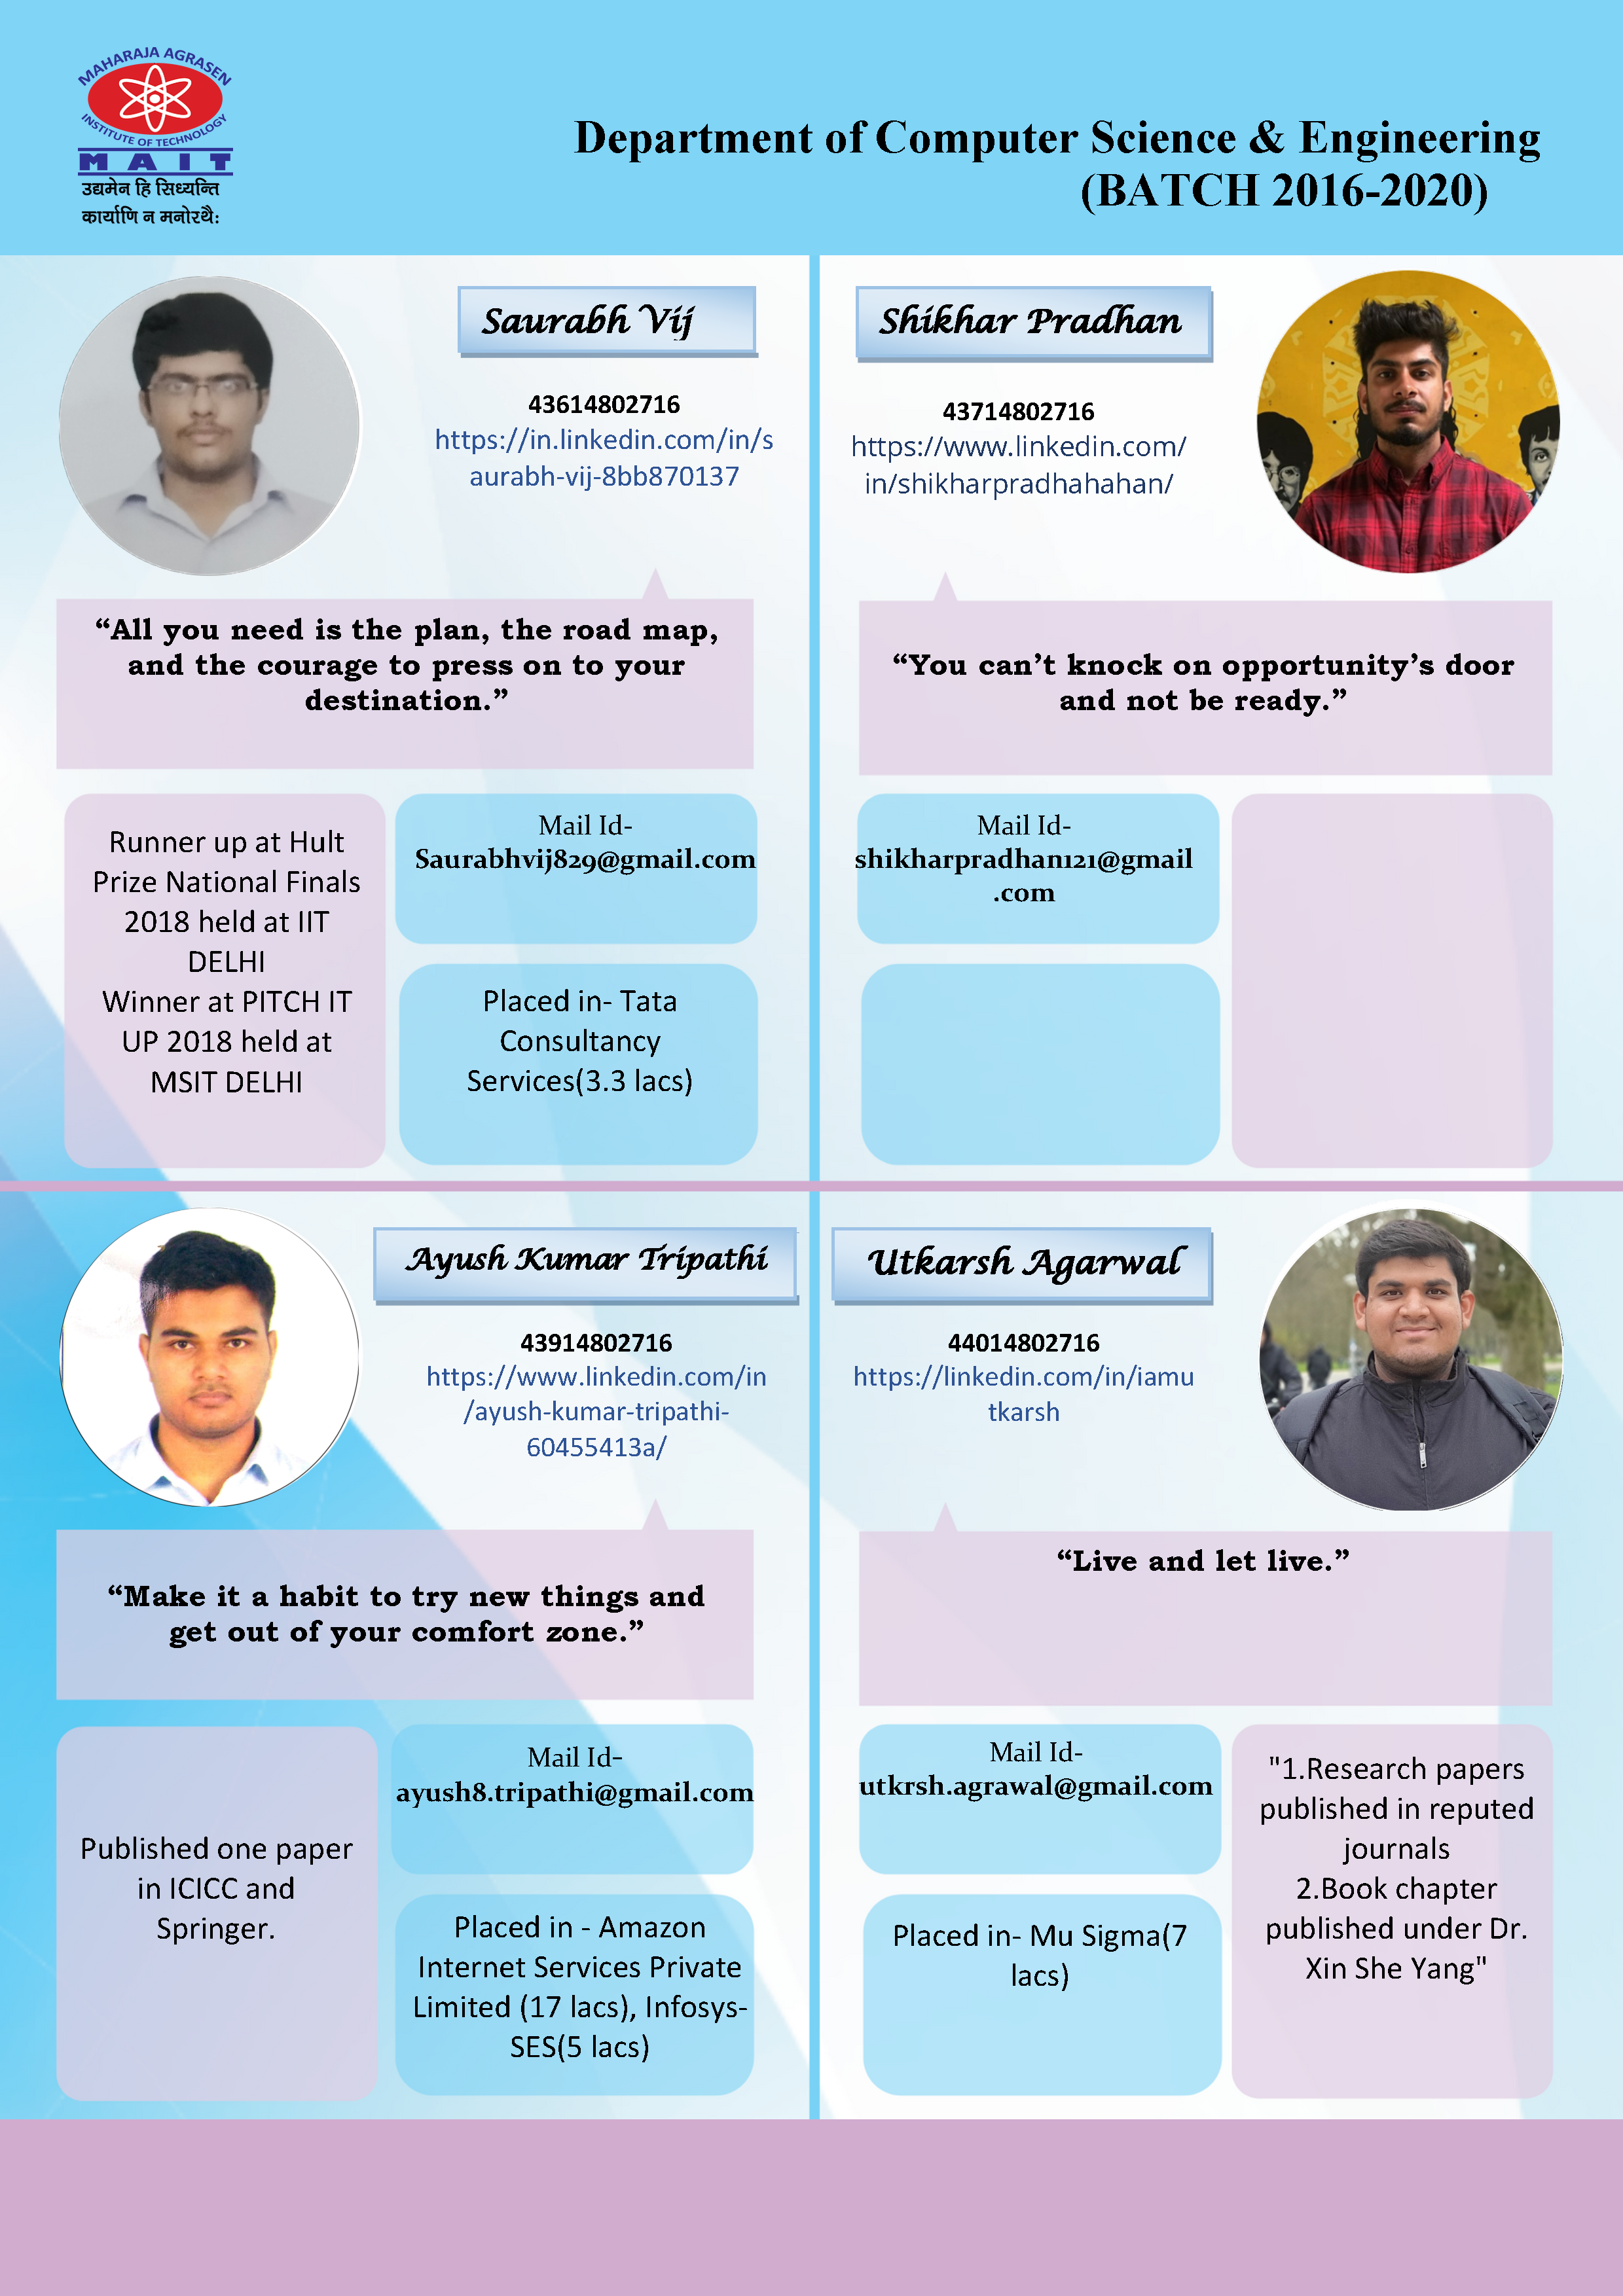 MAHARAJA AGRASEN
INSTITUTE OF TECHNOLOGY
MAIT
उद्यमेन हि सिध्यन्ति
कार्याणि न मनोरथैः
Department of Computer Science & Engineering
(BATCH 2016-2020)
Saurabh Vij
43614802716
https://in.linkedin.com/in/s
aurabh-vij-8bb870137
“All you need is the plan, the road map,
and the courage to press on to your
destination.”
Runner up at Hult
Prize National Finals
2018 held at IIT
DELHI
Winner at PITCH IT
UP 2018 held at
MSIT DELHI
Mail Id-
Saurabhvij829@gmail.com
Placed in- Tata
Consultancy
Services(3.3 lacs)
Shikhar Pradhan
43714802716
https://www.linkedin.com/
in/shikharpradhahahan/
“You can’t knock on opportunity’s door
and not be ready.”
Mail Id-
shikharpradhan121@gmail
.com
Ayush Kumar Tripathi
43914802716
https://www.linkedin.com/in
/ayush-kumar-tripathi-
60455413a/
“Make it a habit to try new things and
get out of your comfort zone.”
Published one paper
in ICICC and
Springer.
Mail Id-
ayush8.tripathi@gmail.com
Placed in - Amazon
Internet Services Private
Limited (17 lacs), Infosys-
SES(5 lacs)
Utkarsh Agarwal
44014802716
https://linkedin.com/in/iamu
tkarsh
“Live and let live.”
Mail Id-
utkrsh.agrawal@gmail.com
Placed in- Mu Sigma(7
lacs)
"1.Research papers
published in reputed
journals
2.Book chapter
published under Dr.
Xin She Yang"